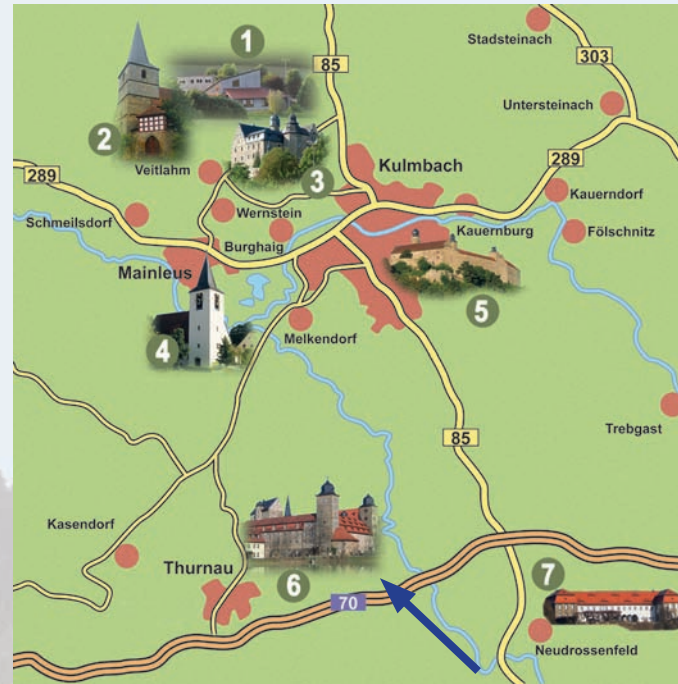 1
Stadsteinach
85
303
2
Untersteinach
Kulmbach
289
Veitlahm
3
289
Kauerndorf
Wernstein
Schmeilsdorf
Kauernburg
Fölschnitz
Burghaig
Mainleus
5
4
Melkendorf
Trebgast
85
Kasendorf
Thurnau
6
7
70
Neudrossenfeld